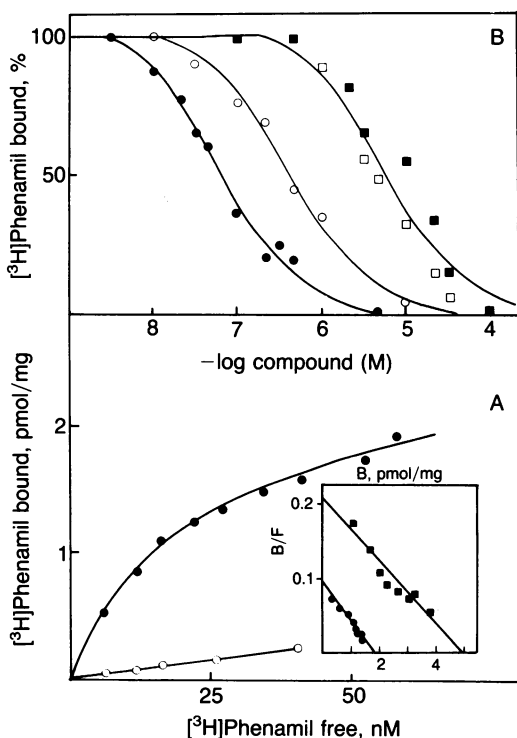 B
[³H]Phenamil bound, %
100
50
8 7 6 5 4
−log compound (M)
A
[³H]Phenamil bound, pmol/mg
2
1
25 50
[³H]Phenamil free, nM
B, pmol/mg
B/F
0.2
0.1
2 4